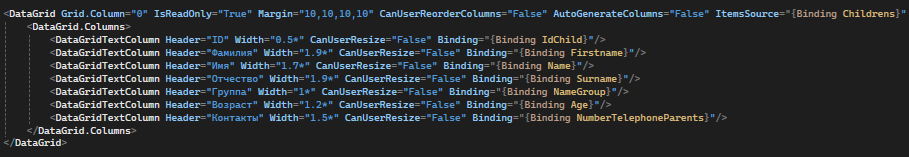 <DataGrid Grid.Column="0" IsReadOnly="True" Margin="10,10,10,10" CanUserReorderColumns="False" AutoGenerateColumns="False" ItemsSource="{Binding Childrens}"
<DataGrid.Columns>
<DataGridTextColumn Header="ID" Width="0.5*" CanUserResize="False" Binding="{Binding IdChild}"/>
<DataGridTextColumn Header="Фамилия" Width="1.9*" CanUserResize="False" Binding="{Binding Firstname}"/>
<DataGridTextColumn Header="Имя" Width="1.7*" CanUserResize="False" Binding="{Binding Name}"/>
<DataGridTextColumn Header="Отчество" Width="1.9*" CanUserResize="False" Binding="{Binding Surname}"/>
<DataGridTextColumn Header="Группа" Width="1*" CanUserResize="False" Binding="{Binding NameGroup}"/>
<DataGridTextColumn Header="Возраст" Width="1.2*" CanUserResize="False" Binding="{Binding Age}"/>
<DataGridTextColumn Header="Контакты" Width="1.5*" CanUserResize="False" Binding="{Binding NumberTelephoneParents}"/>
</DataGrid.Columns>
</DataGrid>